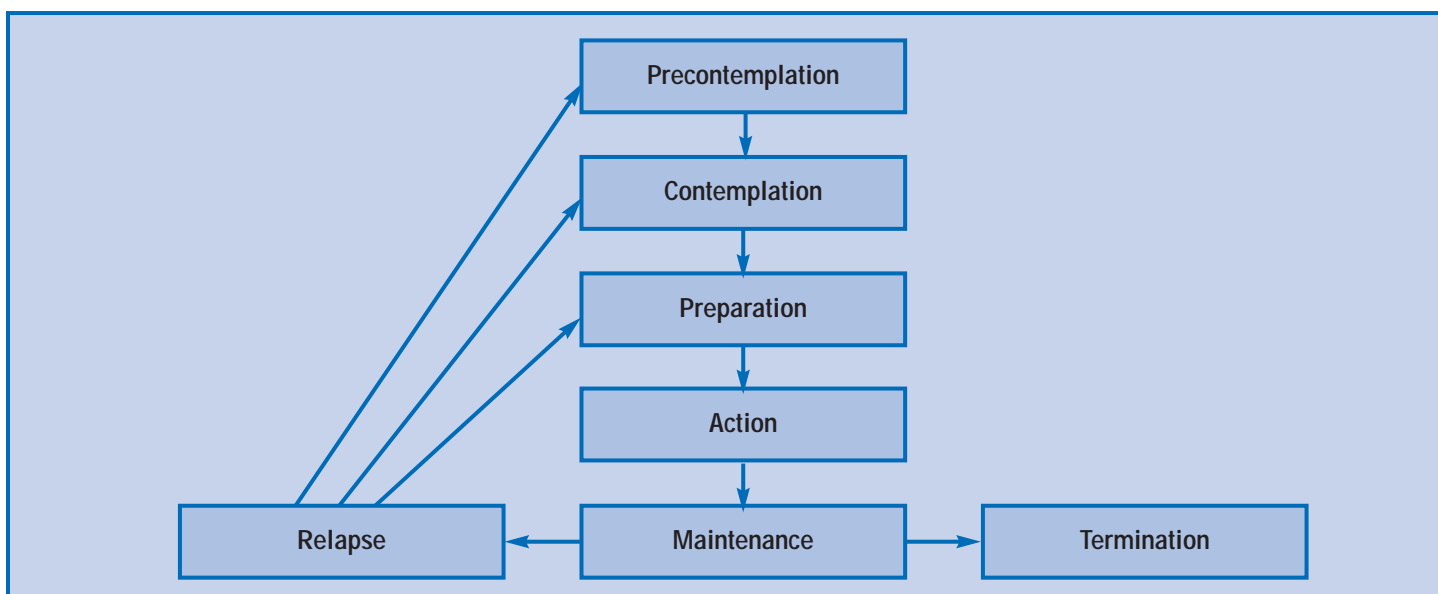 Precontemplation
Contemplation
Preparation
Action
Relapse
Maintenance
Termination